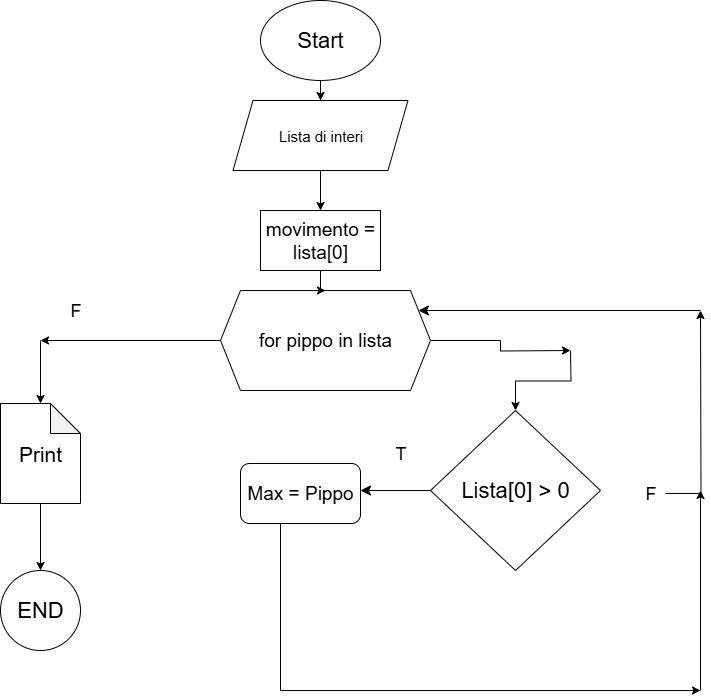 Start
Lista di interi
movimento =
lista[0]
F
for pippo in lista
Print
T
Max = Pippo
Lista[0] > 0
F
END